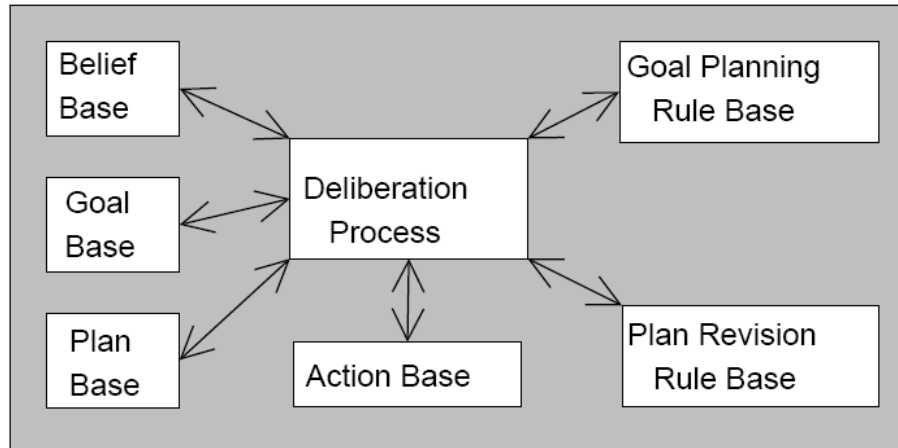 Belief
Base
Goal Planning
Rule Base
Deliberation
Process
Goal
Base
Plan
Base
Action Base
Plan Revision
Rule Base